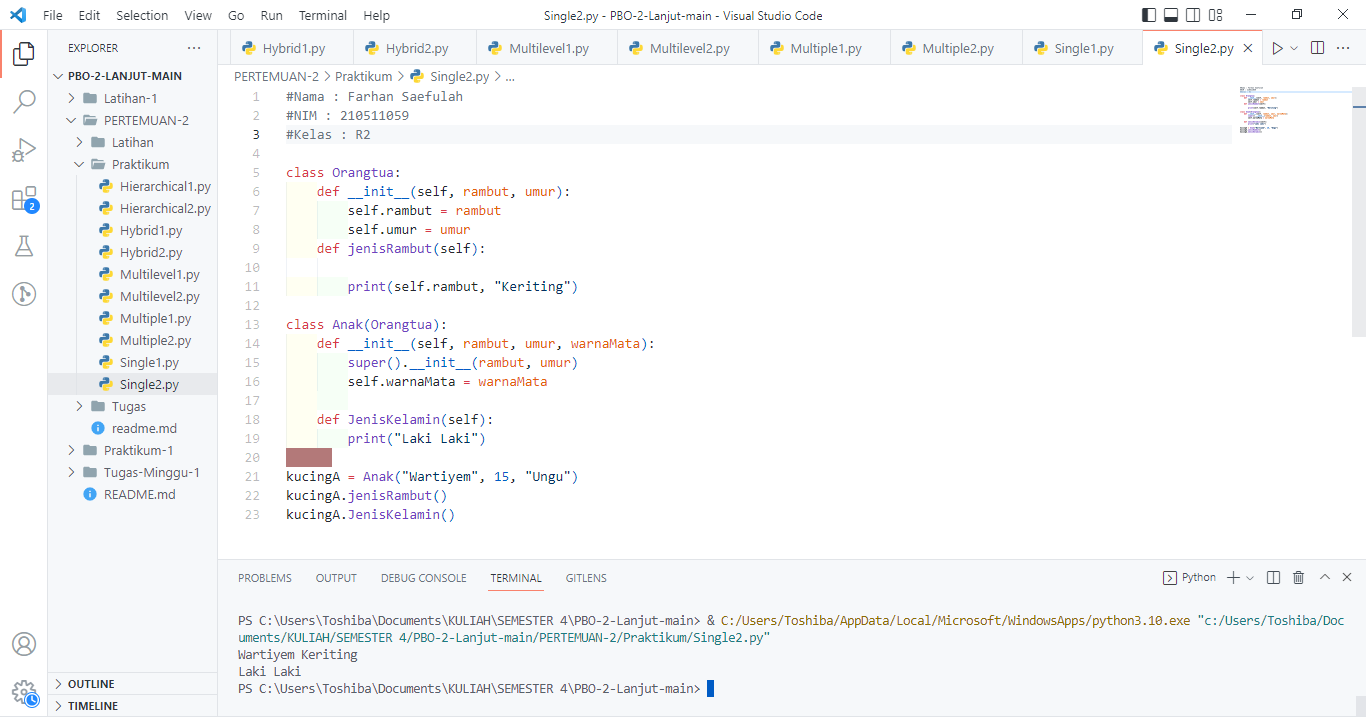 File Edit Selection View Go Run Terminal Help Single2.py - PBO-2-Lanjut-main - Visual Studio Code
EXPLORER
PBO-2-LANJUT-MAIN
Latihan-1
PERTEMUAN-2
Latihan
Praktikum
Hierarchical1.py
Hierarchical2.py
Hybrid1.py
Hybrid2.py
Multilevel1.py
Multilevel2.py
Multiple1.py
Multiple2.py
Single1.py
Single2.py
Tugas
readme.md
Praktikum-1
Tugas-Minggu-1
README.md
OUTLINE
TIMELINE
2
Hybrid1.py Hybrid2.py Multilevel1.py Multilevel2.py Multiple1.py Multiple2.py Single1.py Single2.py
PERTEMUAN-2 > Praktikum > Single2.py > ...
1 #Nama : Farhan Saefulah
2 #NIM : 210511059
3 #Kelas : R2
4
5 class Orangtua:
6     def __init__(self, rambut, umur):
7         self.rambut = rambut
8         self.umur = umur
9     def jenisRambut(self):
10
11         print(self.rambut, "Keriting")
12
13 class Anak(Orangtua):
14     def __init__(self, rambut, umur, warnaMata):
15         super().__init__(rambut, umur)
16         self.warnaMata = warnaMata
17
18     def JenisKelamin(self):
19         print("Laki Laki")
20
21 kucingA = Anak("Wartiyem", 15, "Ungu")
22 kucingA.jenisRambut()
23 kucingA.JenisKelamin()
PROBLEMS OUTPUT DEBUG CONSOLE TERMINAL GITLENS Python
PS C:\Users\Toshiba\Documents\KULIAH\SEMESTER 4\PBO-2-Lanjut-main> & C:/Users/Toshiba/AppData/Local/Microsoft/WindowsApps/python3.10.exe "c:/Users/Toshiba/Doc
uments/KULIAH/SEMESTER 4/PBO-2-Lanjut-main/PERTEMUAN-2/Praktikum/Single2.py"
Wartiyem Keriting
Laki Laki
PS C:\Users\Toshiba\Documents\KULIAH\SEMESTER 4\PBO-2-Lanjut-main>